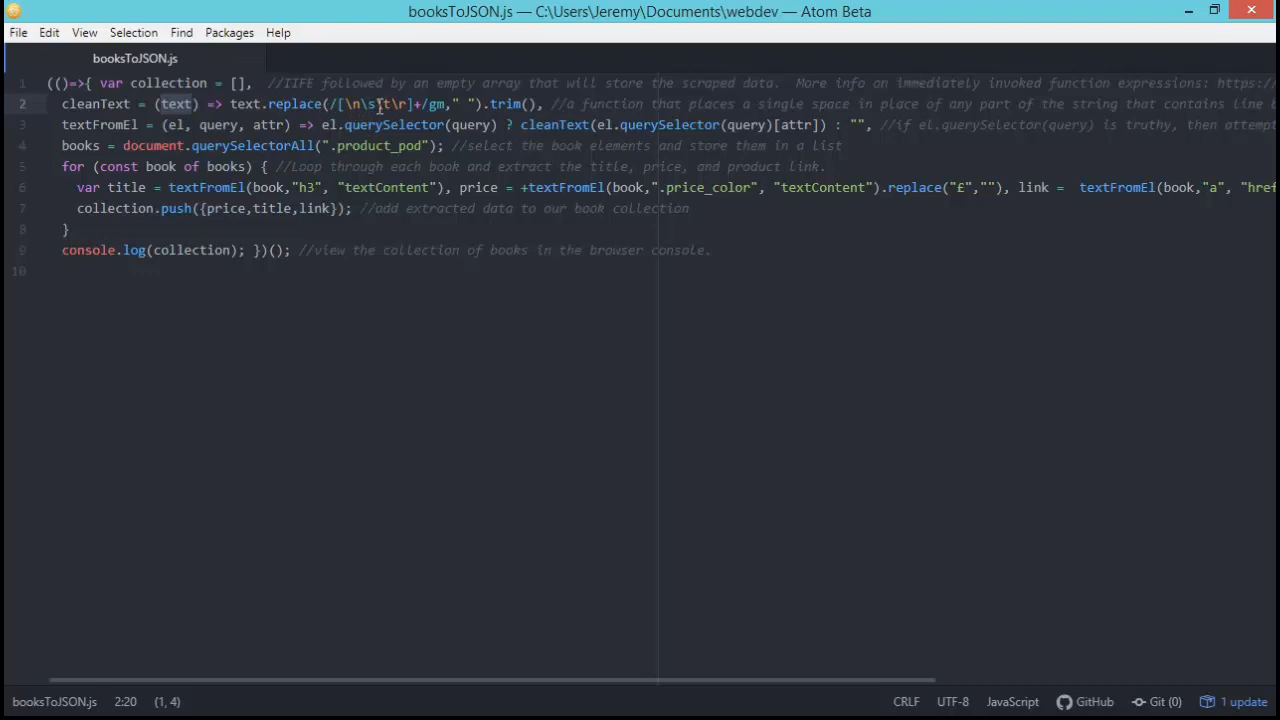 booksToJSON.js — C:\Users\Jeremy\Documents\webdev — Atom Beta
File Edit View Selection Find Packages Help
booksToJSON.js
1 (()=>{ var collection = [], //IIFE followed by an empty array that will store the scraped data. More info on immediately invoked function expressions: https:/
2 cleanText = (text) => text.replace(/[\n\s\t\r]+/gm," ").trim(), //a function that places a single space in place of any part of the string that contains line b
3 textFromEl = (el, query, attr) => el.querySelector(query) ? cleanText(el.querySelector(query)[attr]) : "", //if el.querySelector(query) is truthy, then attempt
4 books = document.querySelectorAll(".product_pod"); //select the book elements and store them in a list
5 for (const book of books) { //Loop through each book and extract the title, price, and product link.
6 var title = textFromEl(book,"h3", "textContent"), price = +textFromEl(book,".price_color", "textContent").replace("£",""), link = textFromEl(book,"a", "href
7 collection.push({price,title,link}); //add extracted data to our book collection
8 }
9 console.log(collection); })(); //view the collection of books in the browser console.
10
booksToJSON.js 2:20 (1, 4) CRLF UTF-8 JavaScript GitHub Git (0) 1 update